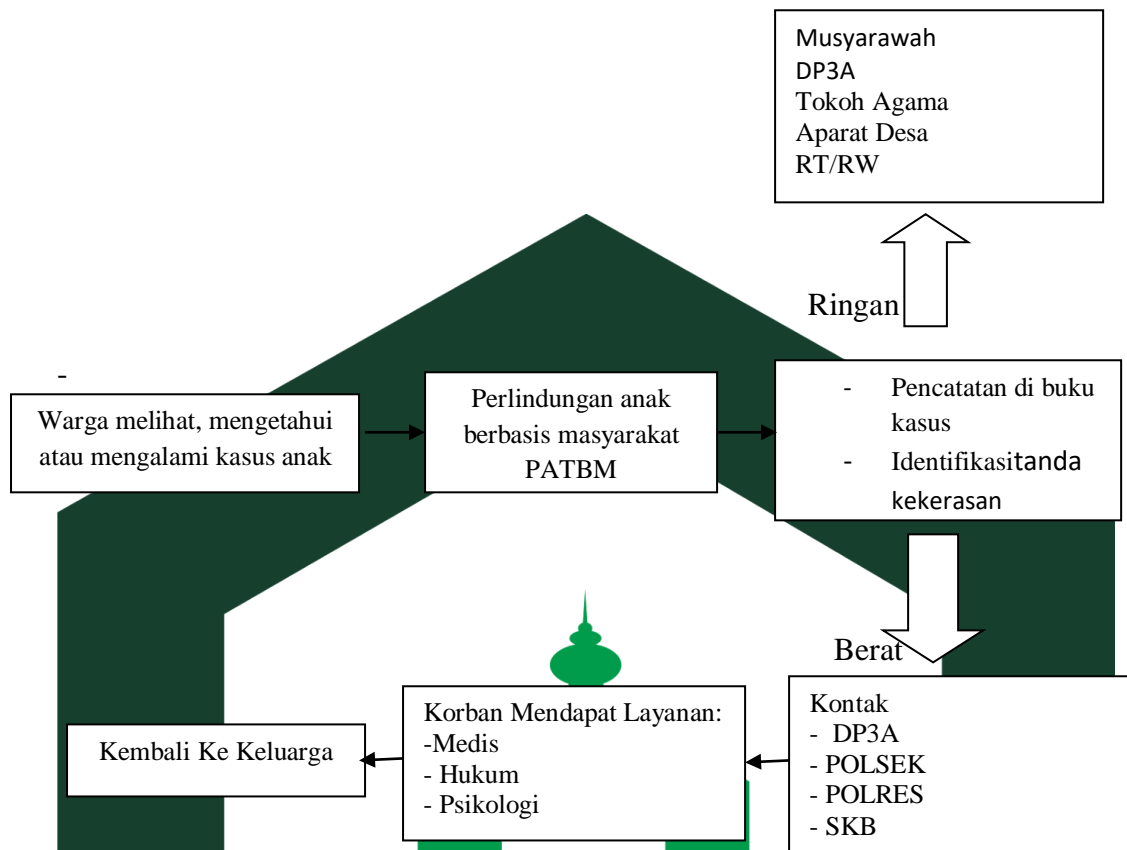 Musyarawah
DP3A
Tokoh Agama
Aparat Desa
RT/RW
Ringan
-
Warga melihat, mengetahui
atau mengalami kasus anak
Perlindungan anak
berbasis masyarakat
PATBM
- Pencatatan di buku
kasus
- Identifikasitanda
kekerasan
Berat
Kontak
- DP3A
- POLSEK
- POLRES
- SKB
Korban Mendapat Layanan:
-Medis
- Hukum
- Psikologi
Kembali Ke Keluarga